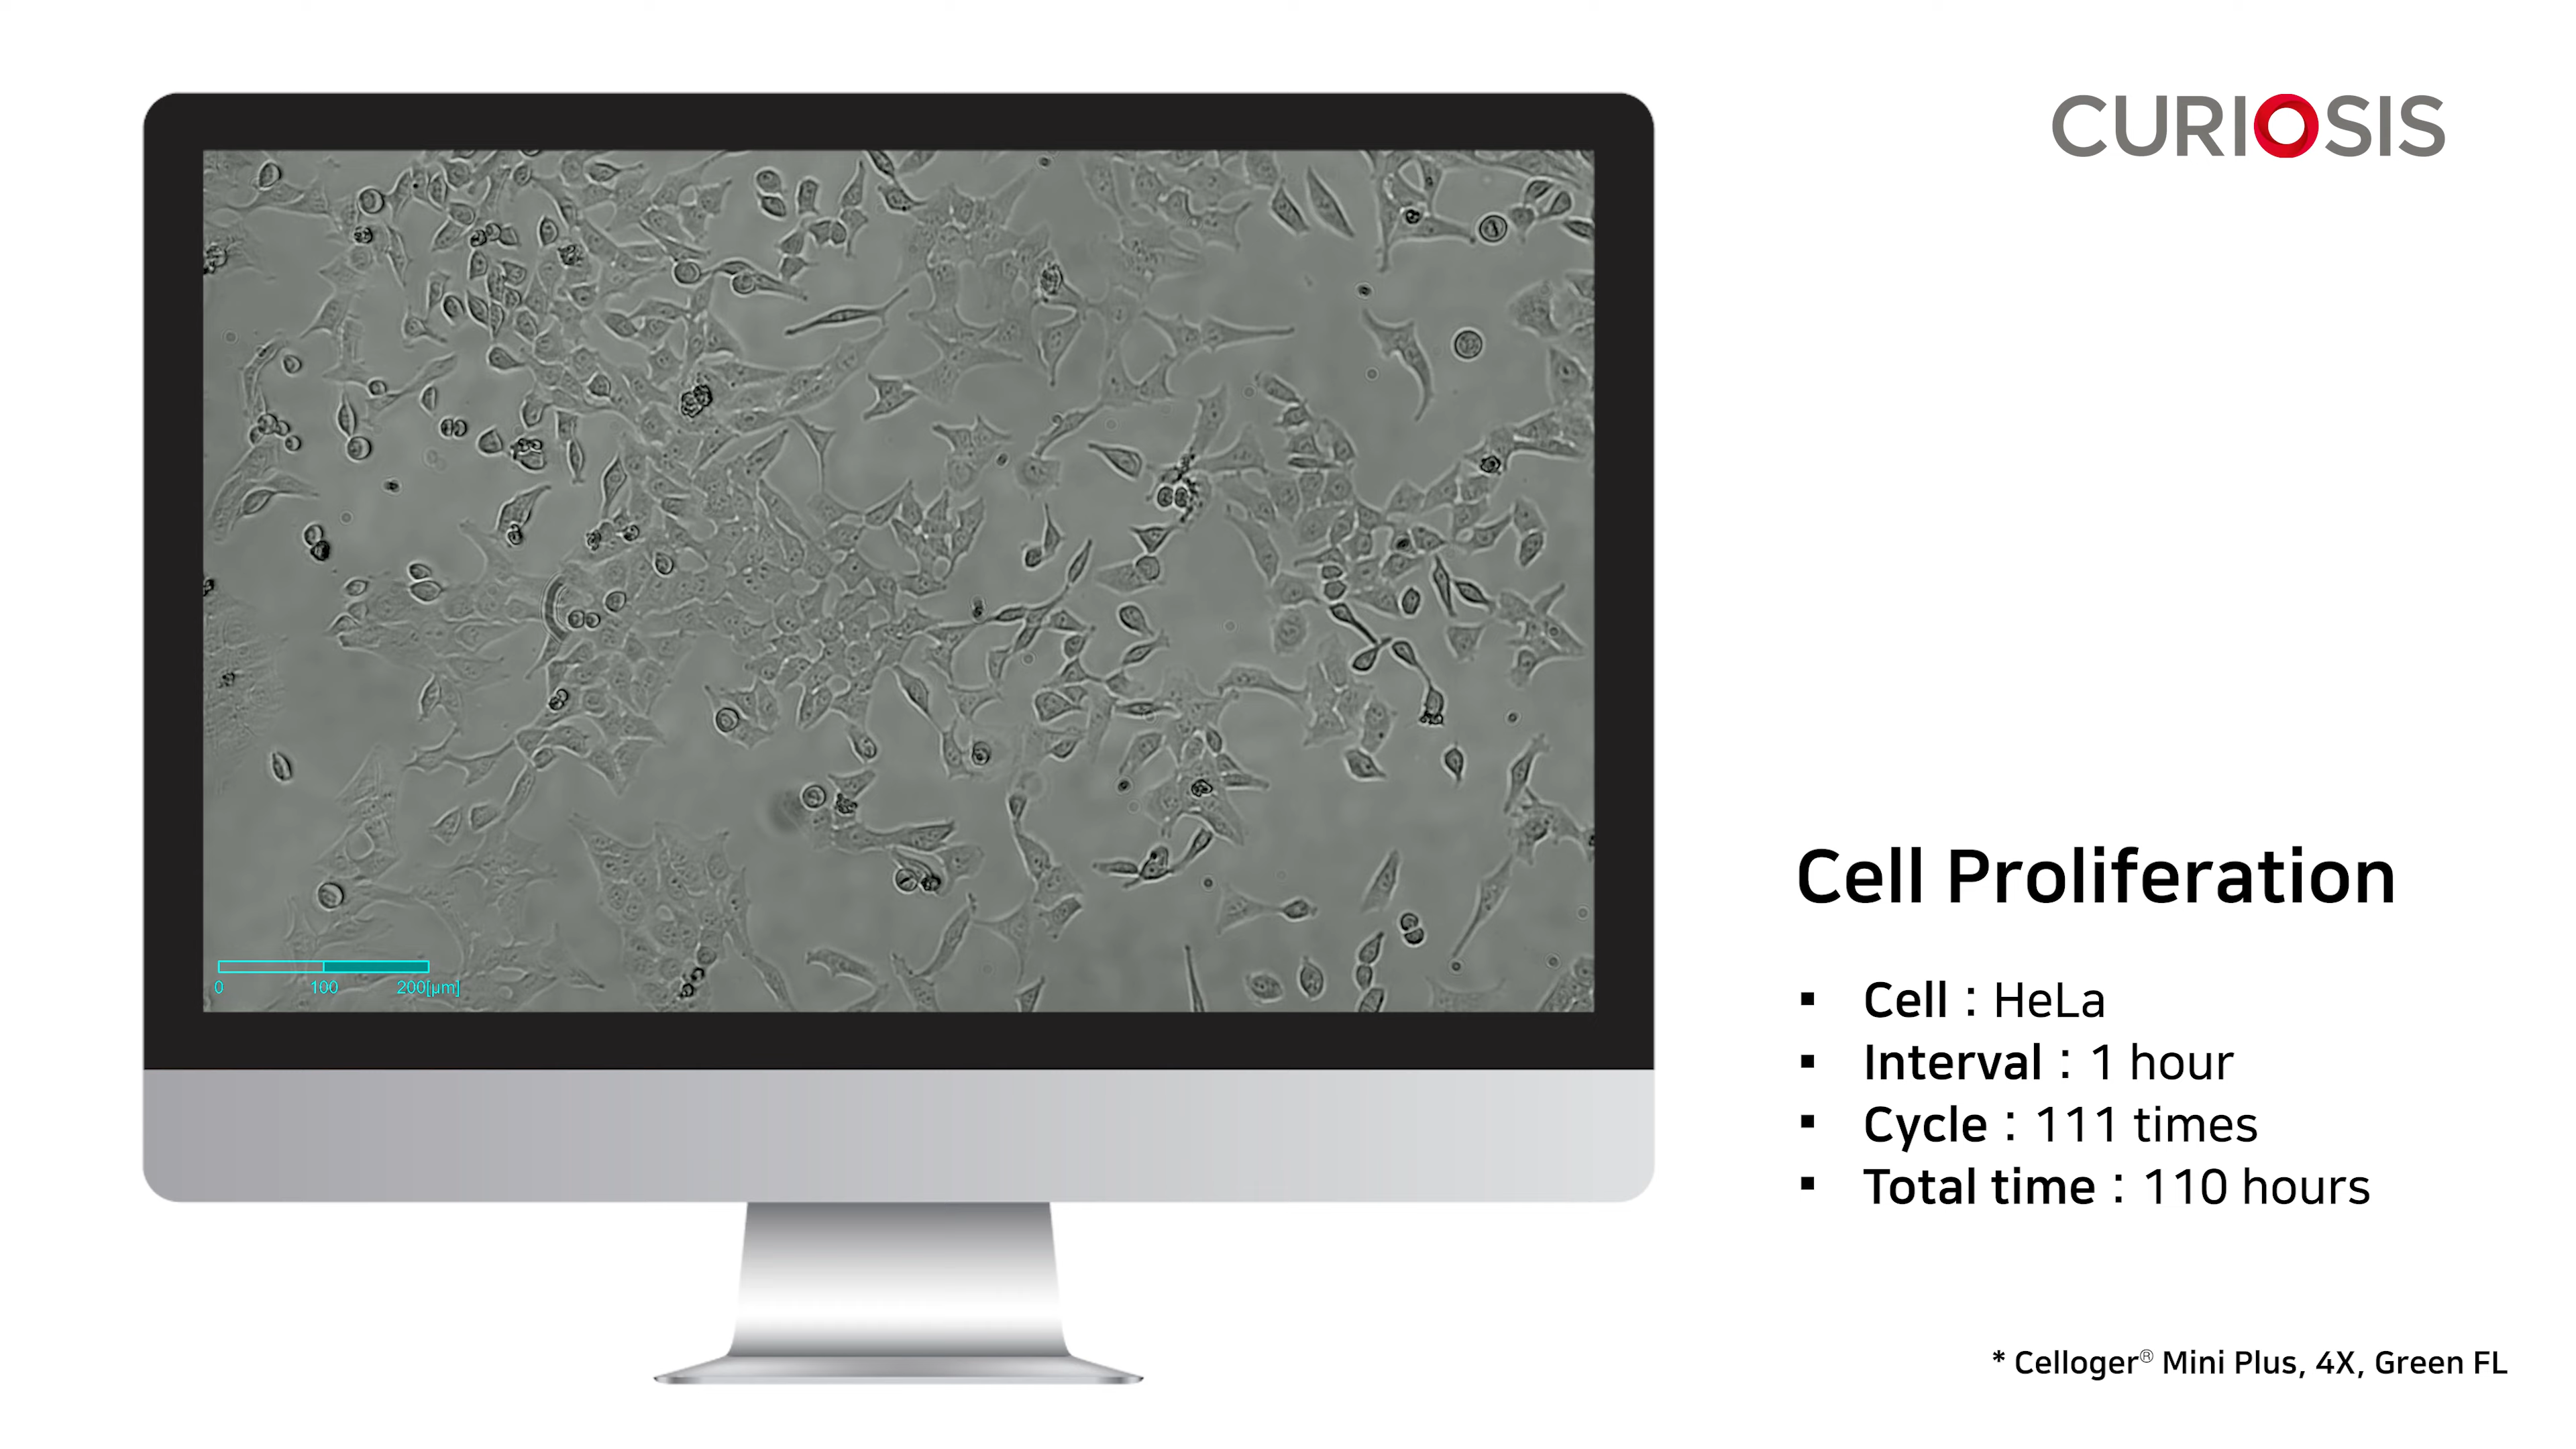 CURIOSIS
0 100 200[µm]
Cell Proliferation
▪ Cell : HeLa
▪ Interval : 1 hour
▪ Cycle : 111 times
▪ Total time : 110 hours
* Celloger® Mini Plus, 4X, Green FL